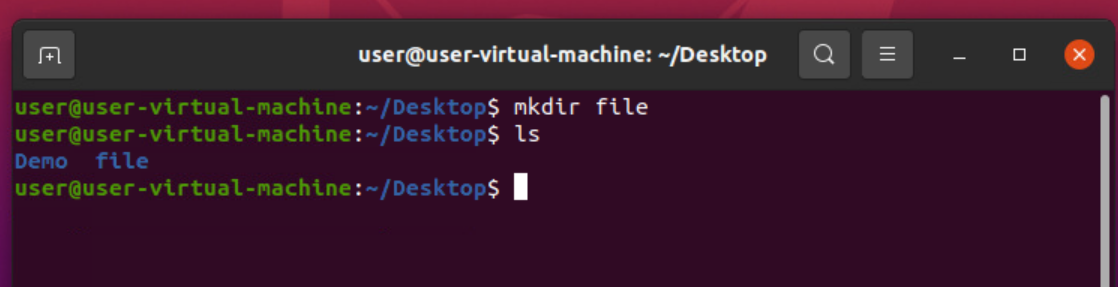 user@user-virtual-machine: ~/Desktop
user@user-virtual-machine:~/Desktop$ mkdir file
user@user-virtual-machine:~/Desktop$ ls
Demo  file
user@user-virtual-machine:~/Desktop$